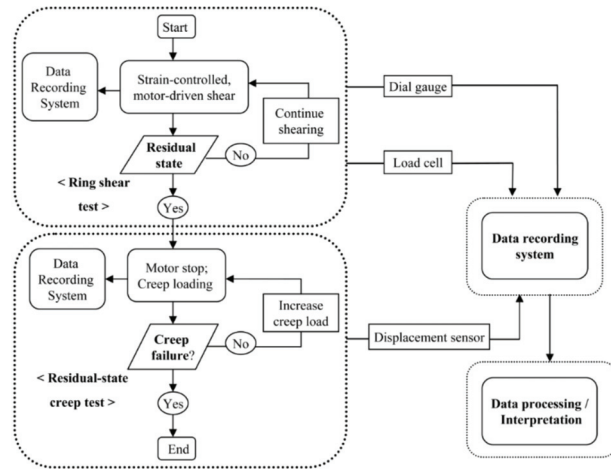 Start
Data
Recording
System
Strain-controlled,
motor-driven shear
Continue
shearing
Residual
state
No
< Ring shear
test >
Yes
Data
Recording
System
Motor stop;
Creep loading
Increase
creep load
Creep
failure?
No
< Residual-state
creep test >
Yes
End
Dial gauge
Load cell
Data recording
system
Displacement sensor
Data processing /
Interpretation